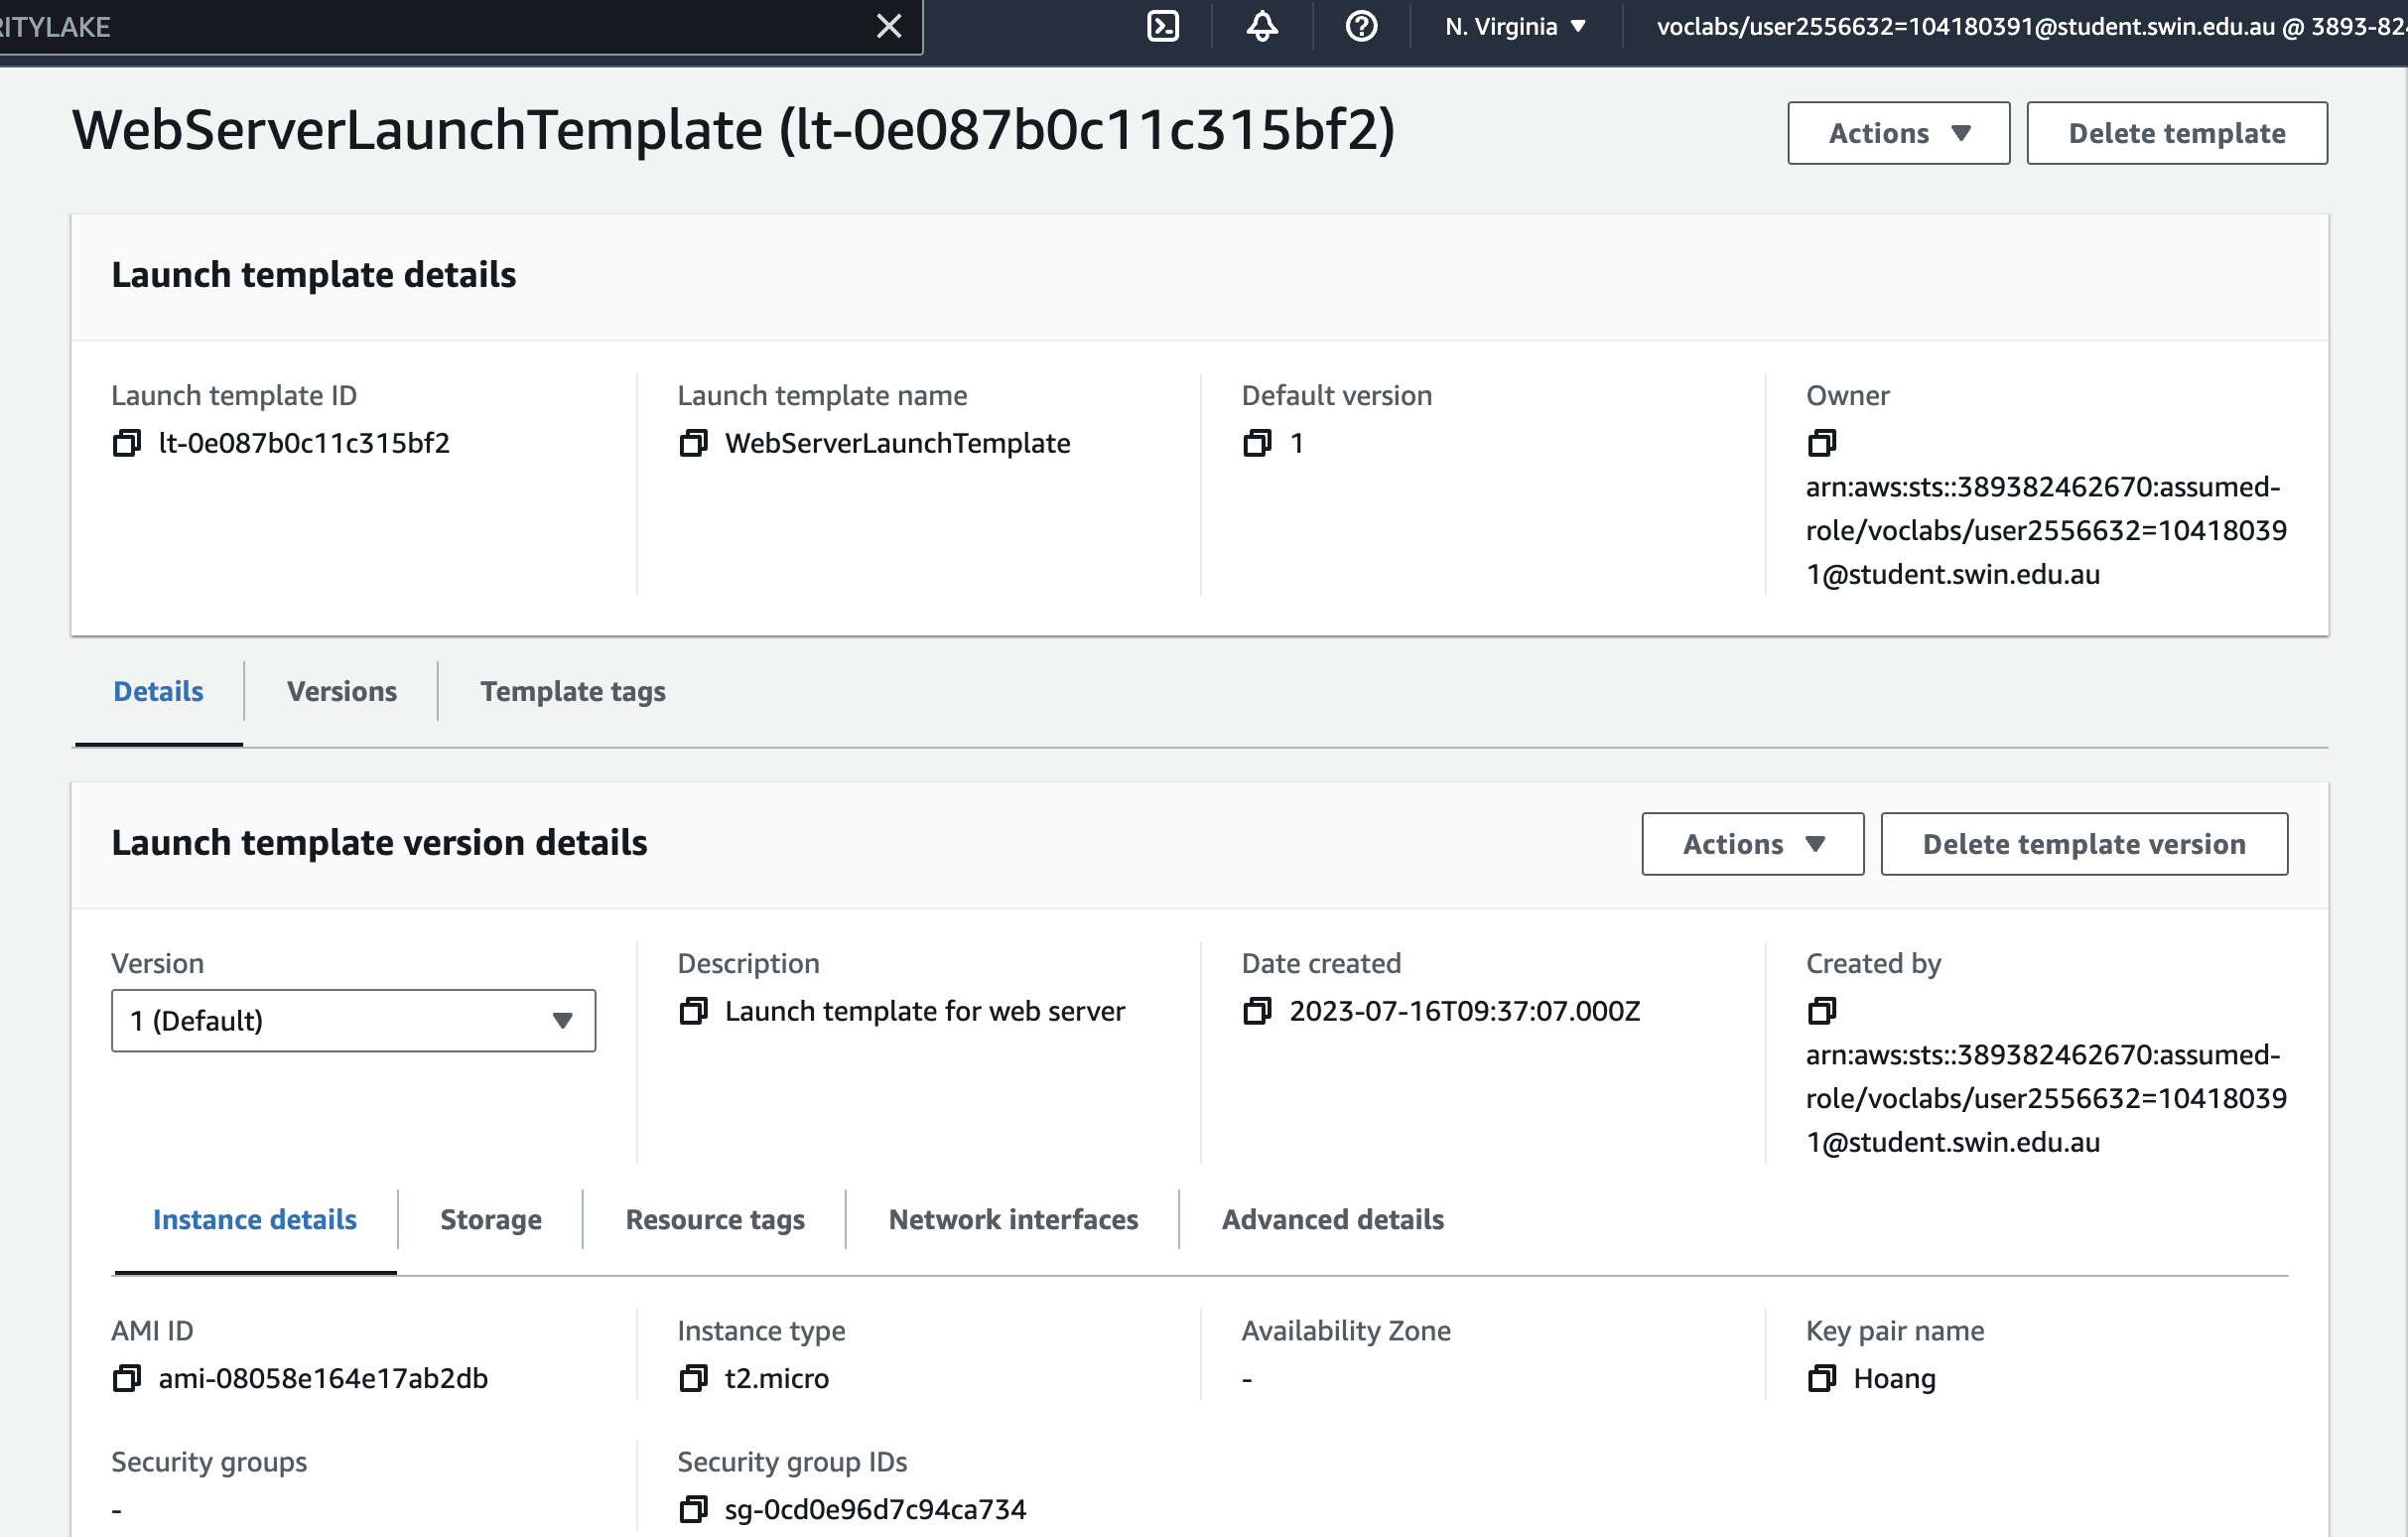 ITYLAKE
N. Virginia
voclabs/user2556632=104180391@student.swin.edu.au @ 3893-82
WebServerLaunchTemplate (lt-0e087b0c11c315bf2)
Actions
Delete template
Launch template details
Launch template ID
lt-0e087b0c11c315bf2
Launch template name
WebServerLaunchTemplate
Default version
1
Owner
arn:aws:sts::389382462670:assumed-
role/voclabs/user2556632=10418039
1@student.swin.edu.au
Details
Versions
Template tags
Launch template version details
Actions
Delete template version
Version
1 (Default)
Description
Launch template for web server
Date created
2023-07-16T09:37:07.000Z
Created by
arn:aws:sts::389382462670:assumed-
role/voclabs/user2556632=10418039
1@student.swin.edu.au
Instance details
Storage
Resource tags
Network interfaces
Advanced details
AMI ID
ami-08058e164e17ab2db
Instance type
t2.micro
Availability Zone
-
Key pair name
Hoang
Security groups
-
Security group IDs
sg-0cd0e96d7c94ca734